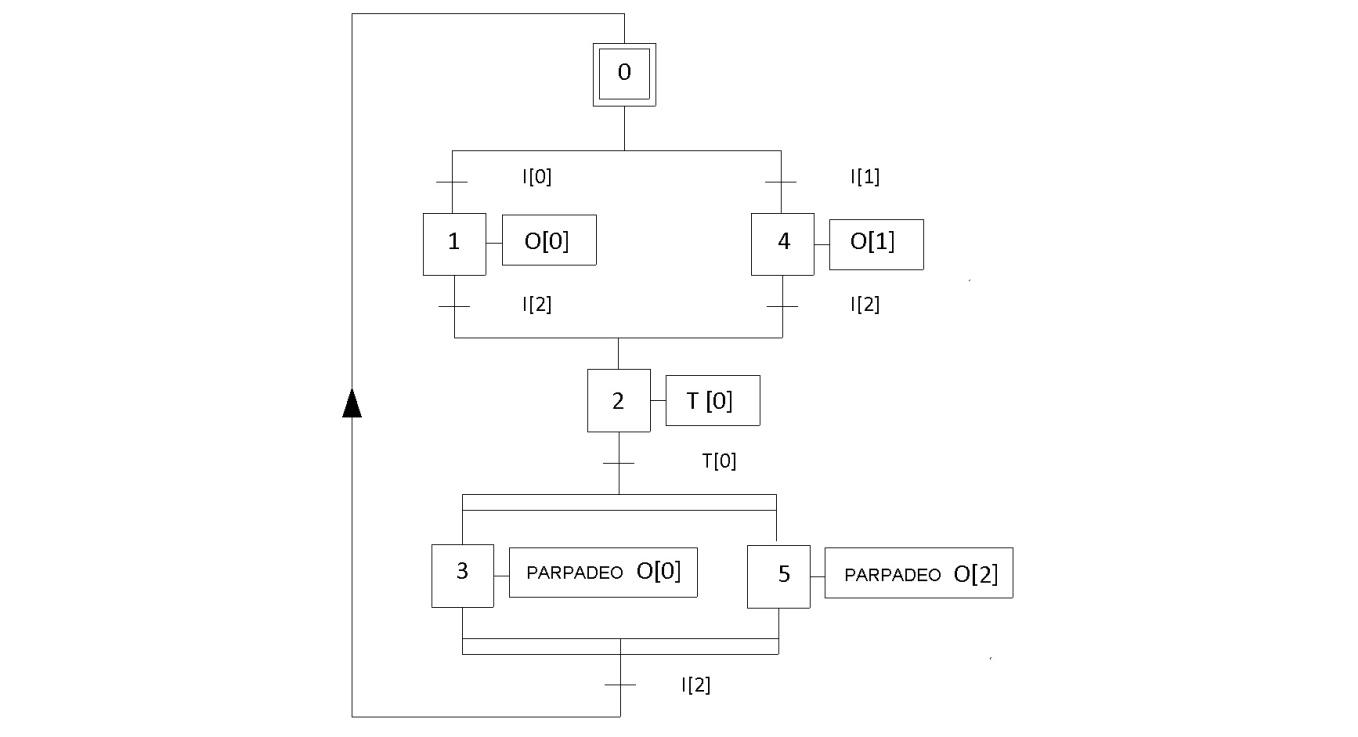 0
I[0] I[1]
1 O[0] 4 O[1]
I[2] I[2]
2 T [0]
T[0]
3 PARPADEO O[0] 5 PARPADEO O[2]
I[2]